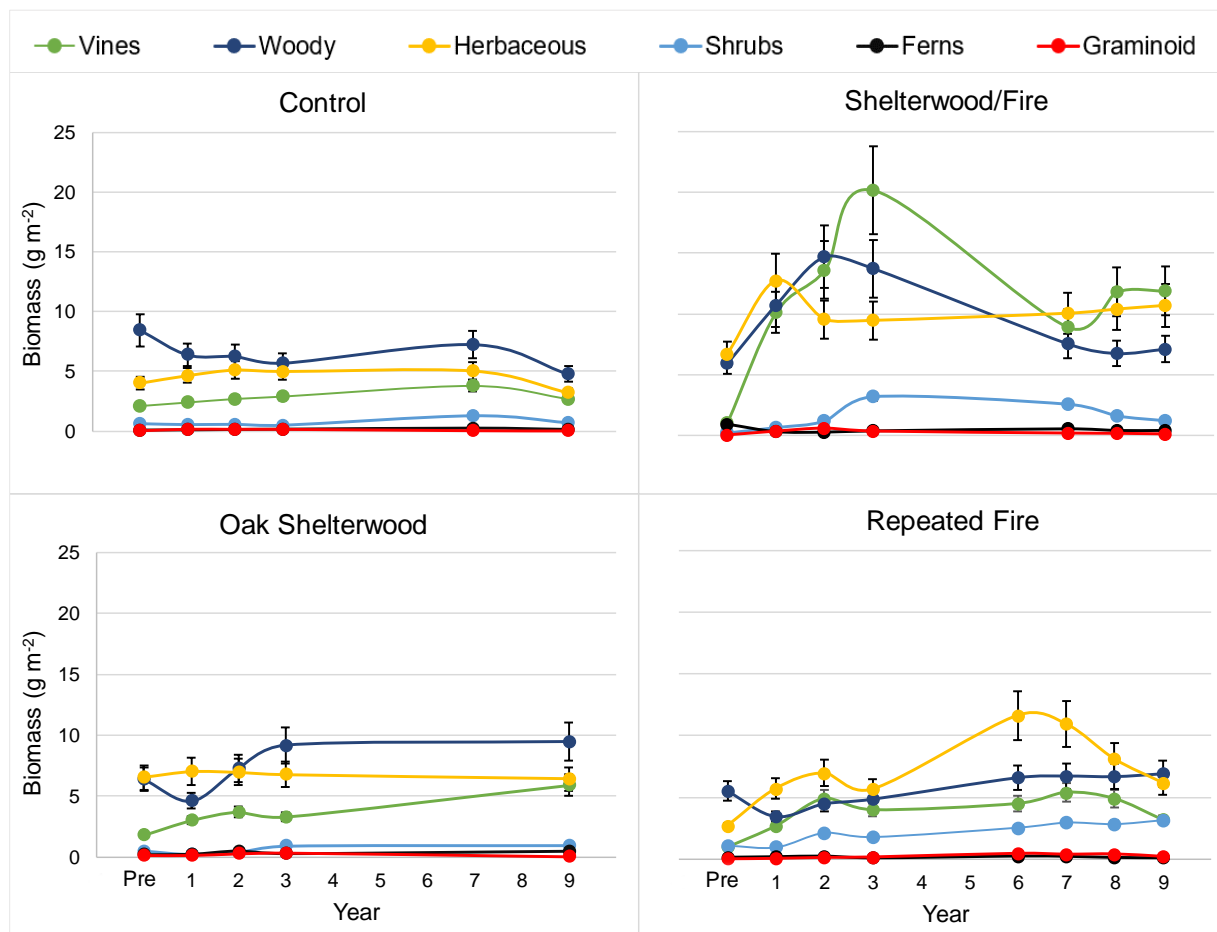 Vines Woody Herbaceous Shrubs Ferns Graminoid
Control
Shelterwood/Fire
25
20
15
10
5
0
Biomass (g m-2)
Oak Shelterwood
Repeated Fire
25
20
15
10
5
0
Biomass (g m-2)
Pre 1 2 3 4 5 6 7 8 9
Year
Pre 1 2 3 4 5 6 7 8 9
Year